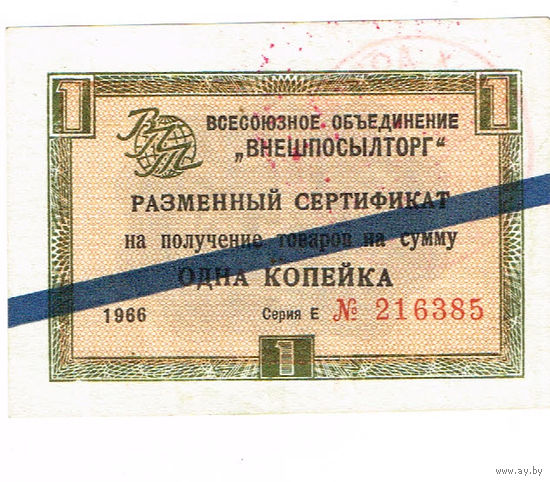 1 1
ВПТ
ВСЕСОЮЗНОЕ ОБЪЕДИНЕНИЕ
„ВНЕШПОСЫЛТОРГ“
РАЗМЕННЫЙ СЕРТИФИКАТ
на получение товаров на сумму
ОДНА КОПЕЙКА
1966 Серия Е № 216385
1
www.ay.by